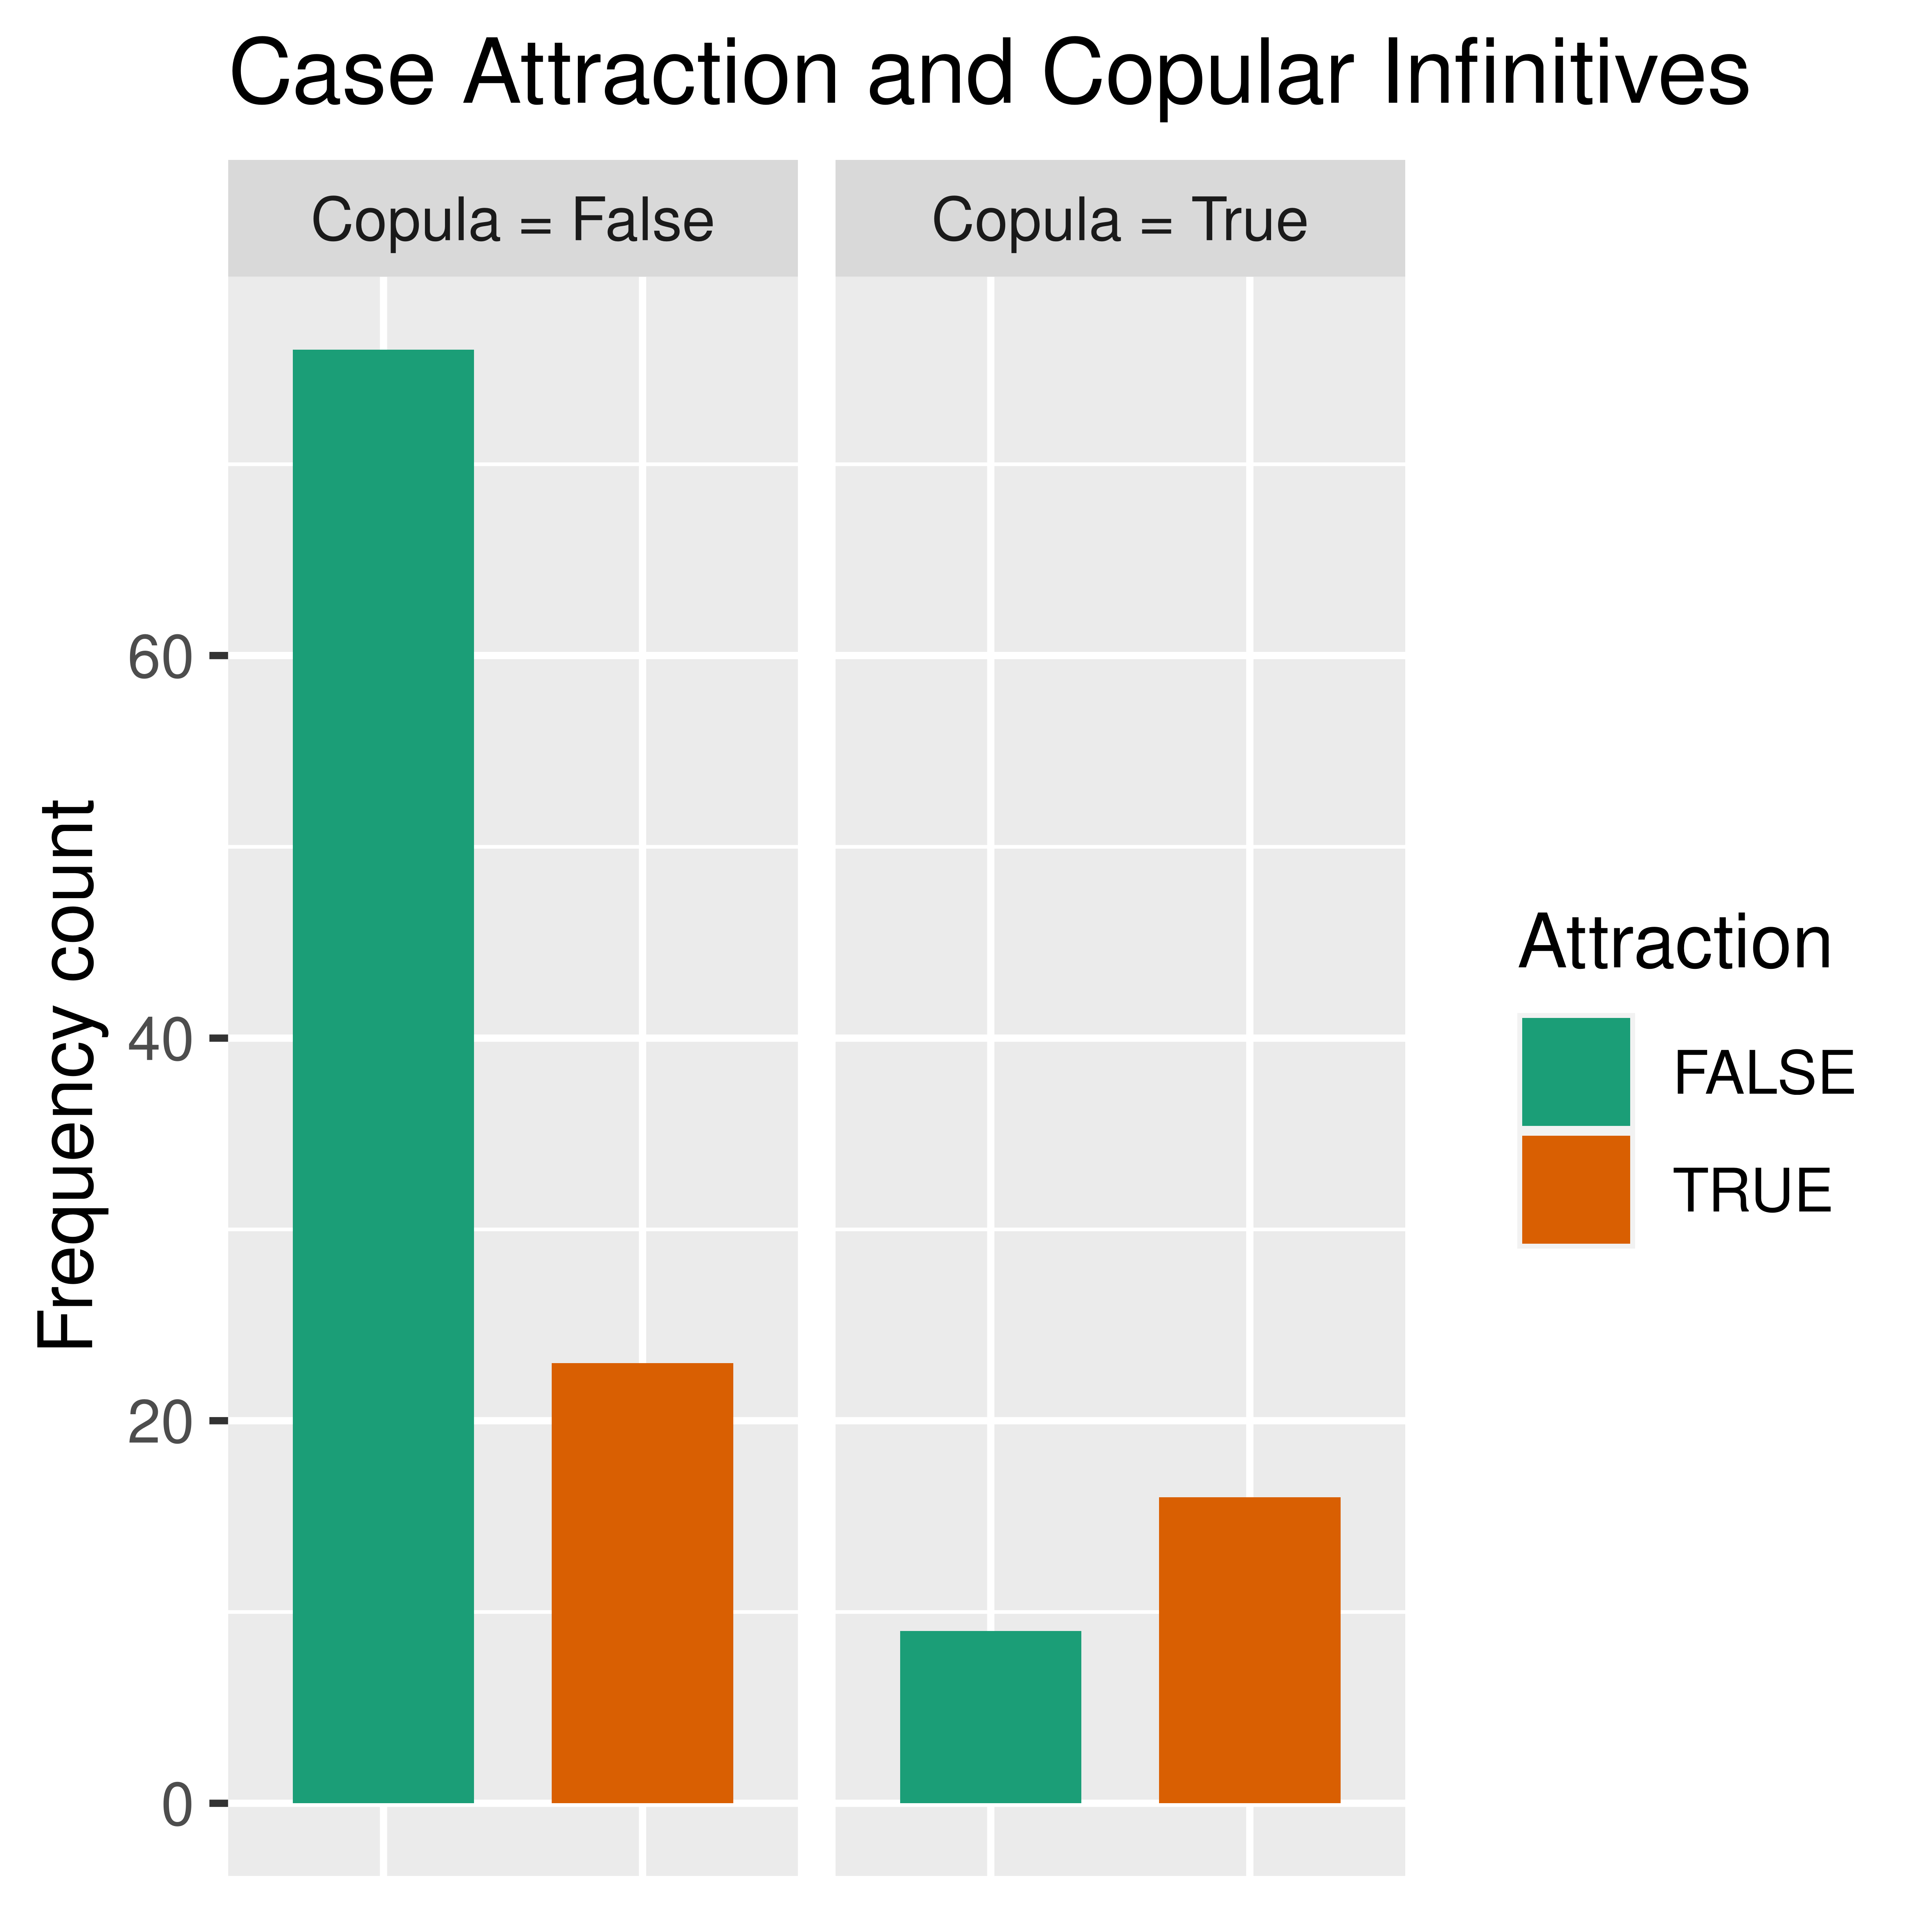 Case Attraction and Copular Infinitives
Copula = False
Copula = True
Frequency count
60
40
20
0
Attraction
FALSE
TRUE